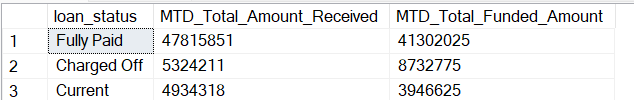 loan_status MTD_Total_Amount_Received MTD_Total_Funded_Amount
1 Fully Paid 47815851 41302025
2 Charged Off 5324211 8732775
3 Current 4934318 3946625